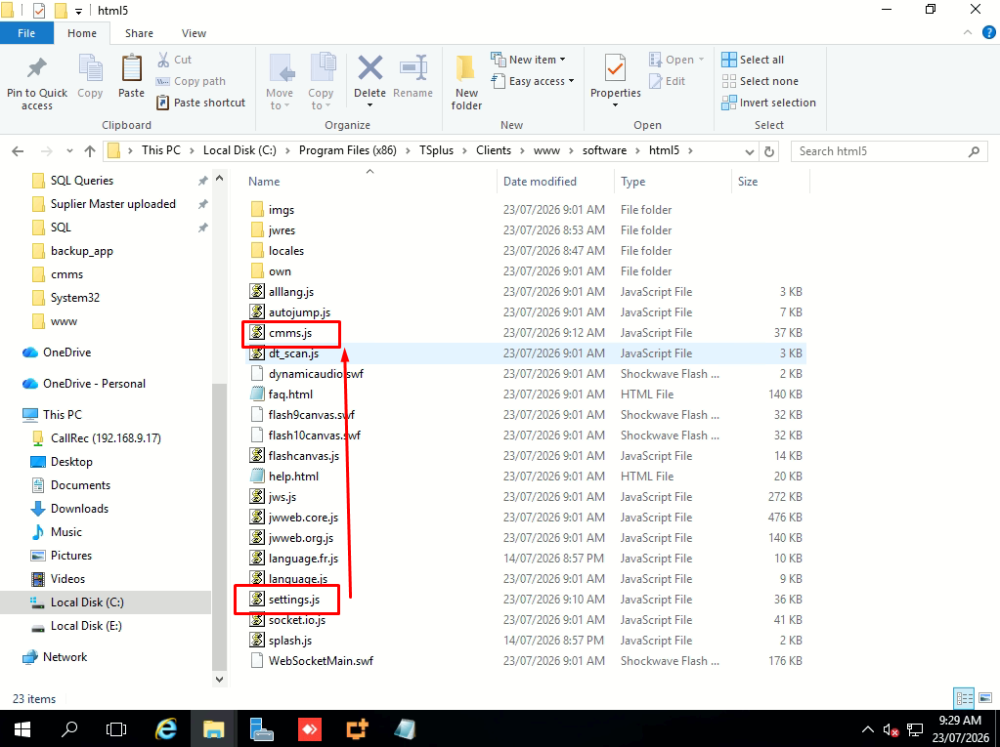 html5
File Home Share View
Cut
Copy path
Paste shortcut
Pin to Quick access
Copy
Paste
Clipboard
Move to
Copy to
Delete
Rename
Organize
New item
Easy access
New folder
New
Properties
Open
Edit
Open
Select all
Select none
Invert selection
Select
This PC Local Disk (C:) Program Files (x86) TSplus Clients www software html5
Search html5
SQL Queries
Suplier Master uploaded
SQL
backup_app
cmms
System32
www
OneDrive
OneDrive - Personal
This PC
CallRec (192.168.9.17)
Desktop
Documents
Downloads
Music
Pictures
Videos
Local Disk (C:)
Local Disk (E:)
Network
Name Date modified Type Size
imgs 23/07/2026 9:01 AM File folder
jwres 23/07/2026 8:53 AM File folder
locales 23/07/2026 8:47 AM File folder
own 23/07/2026 9:01 AM File folder
alllang.js 23/07/2026 9:01 AM JavaScript File 3 KB
autojump.js 23/07/2026 9:01 AM JavaScript File 7 KB
cmms.js 23/07/2026 9:12 AM JavaScript File 37 KB
dt_scan.js 23/07/2026 9:01 AM JavaScript File 3 KB
dynamicaudio.swf 23/07/2026 9:01 AM Shockwave Flash ... 2 KB
faq.html 23/07/2026 9:01 AM HTML File 140 KB
flash9canvas.swf 23/07/2026 9:01 AM Shockwave Flash ... 32 KB
flash10canvas.swf 23/07/2026 9:01 AM Shockwave Flash ... 32 KB
flashcanvas.js 23/07/2026 9:01 AM JavaScript File 14 KB
help.html 23/07/2026 9:01 AM HTML File 20 KB
jws.js 23/07/2026 9:01 AM JavaScript File 272 KB
jwweb.core.js 23/07/2026 9:01 AM JavaScript File 476 KB
jwweb.org.js 23/07/2026 9:01 AM JavaScript File 140 KB
language.fr.js 14/07/2026 8:57 PM JavaScript File 10 KB
language.js 23/07/2026 9:01 AM JavaScript File 9 KB
settings.js 23/07/2026 9:10 AM JavaScript File 36 KB
socket.io.js 23/07/2026 9:01 AM JavaScript File 41 KB
splash.js 14/07/2026 8:57 PM JavaScript File 2 KB
WebSocketMain.swf 23/07/2026 9:01 AM Shockwave Flash ... 176 KB
23 items
9:29 AM
23/07/2026